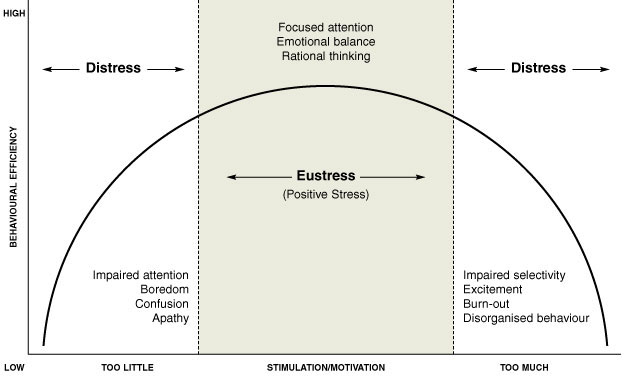 HIGH
Focused attention
Emotional balance
Rational thinking
Distress
Distress
Eustress
(Positive Stress)
BEHAVIOURAL EFFICIENCY
Impaired attention
Boredom
Confusion
Apathy
Impaired selectivity
Excitement
Burn-out
Disorganised behaviour
LOW
TOO LITTLE
STIMULATION/MOTIVATION
TOO MUCH